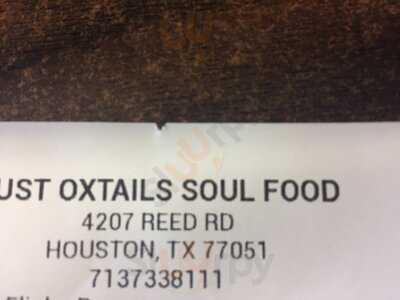 UST OXTAILS SOUL FOOD
4207 REED RD
HOUSTON, TX 77051
7137338111